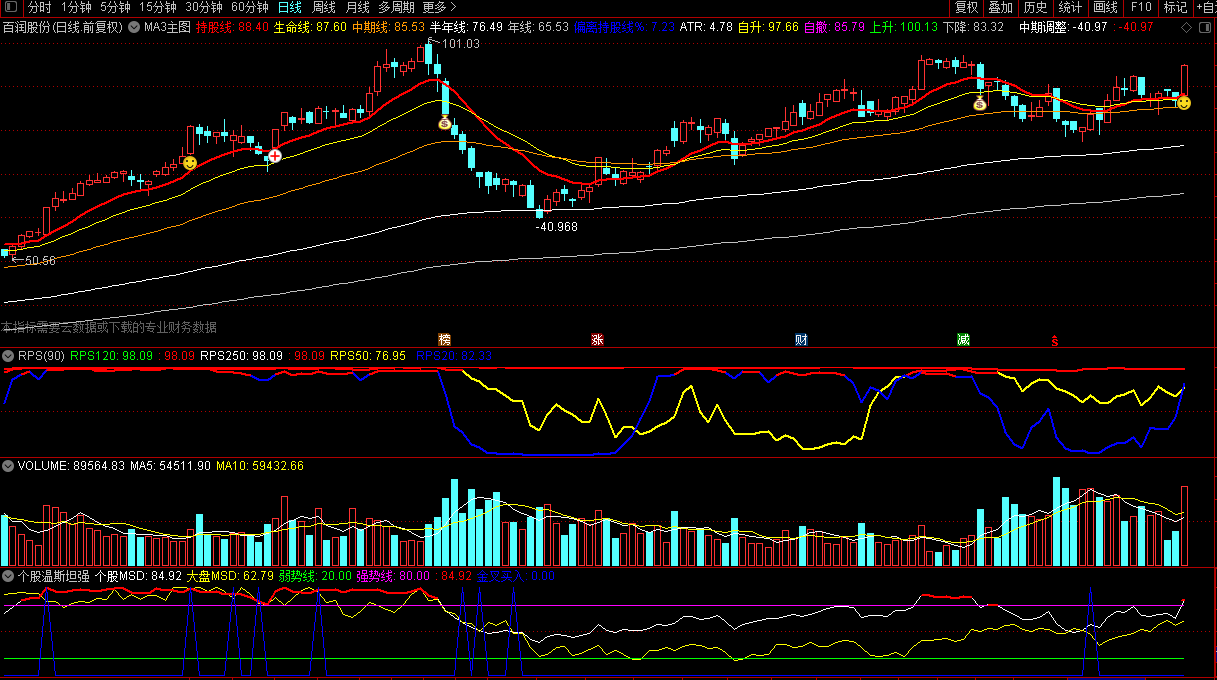 分时 1分钟 5分钟 15分钟 30分钟 60分钟 日线 周线 月线 多周期 更多 复权 叠加 历史 统计 画线 F10 标记 +自
百润股份(日线.前复权) MA3主图 持股线: 88.40 生命线: 87.60 中期线: 85.53 半年线: 76.49 年线: 65.53 偏离持股线%: 7.23 ATR: 4.78 自升: 97.66 自撤: 85.79 上升: 100.13 下降: 83.32 中期调整: -40.97 : -40.97
101.03
S
S
-40.968
50.56
本指标需要云数据或下载的专业财务数据
榜 涨 财 减 S
RPS(90) RPS120: 98.09 : 98.09 RPS250: 98.09 : 98.09 RPS50: 76.95 RPS20: 82.33
VOLUME: 89564.83 MA5: 54511.90 MA10: 59432.66
个股温斯坦强 个股MSD: 84.92 大盘MSD: 62.79 弱势线: 20.00 强势线: 80.00 : 84.92 金叉买入: 0.00